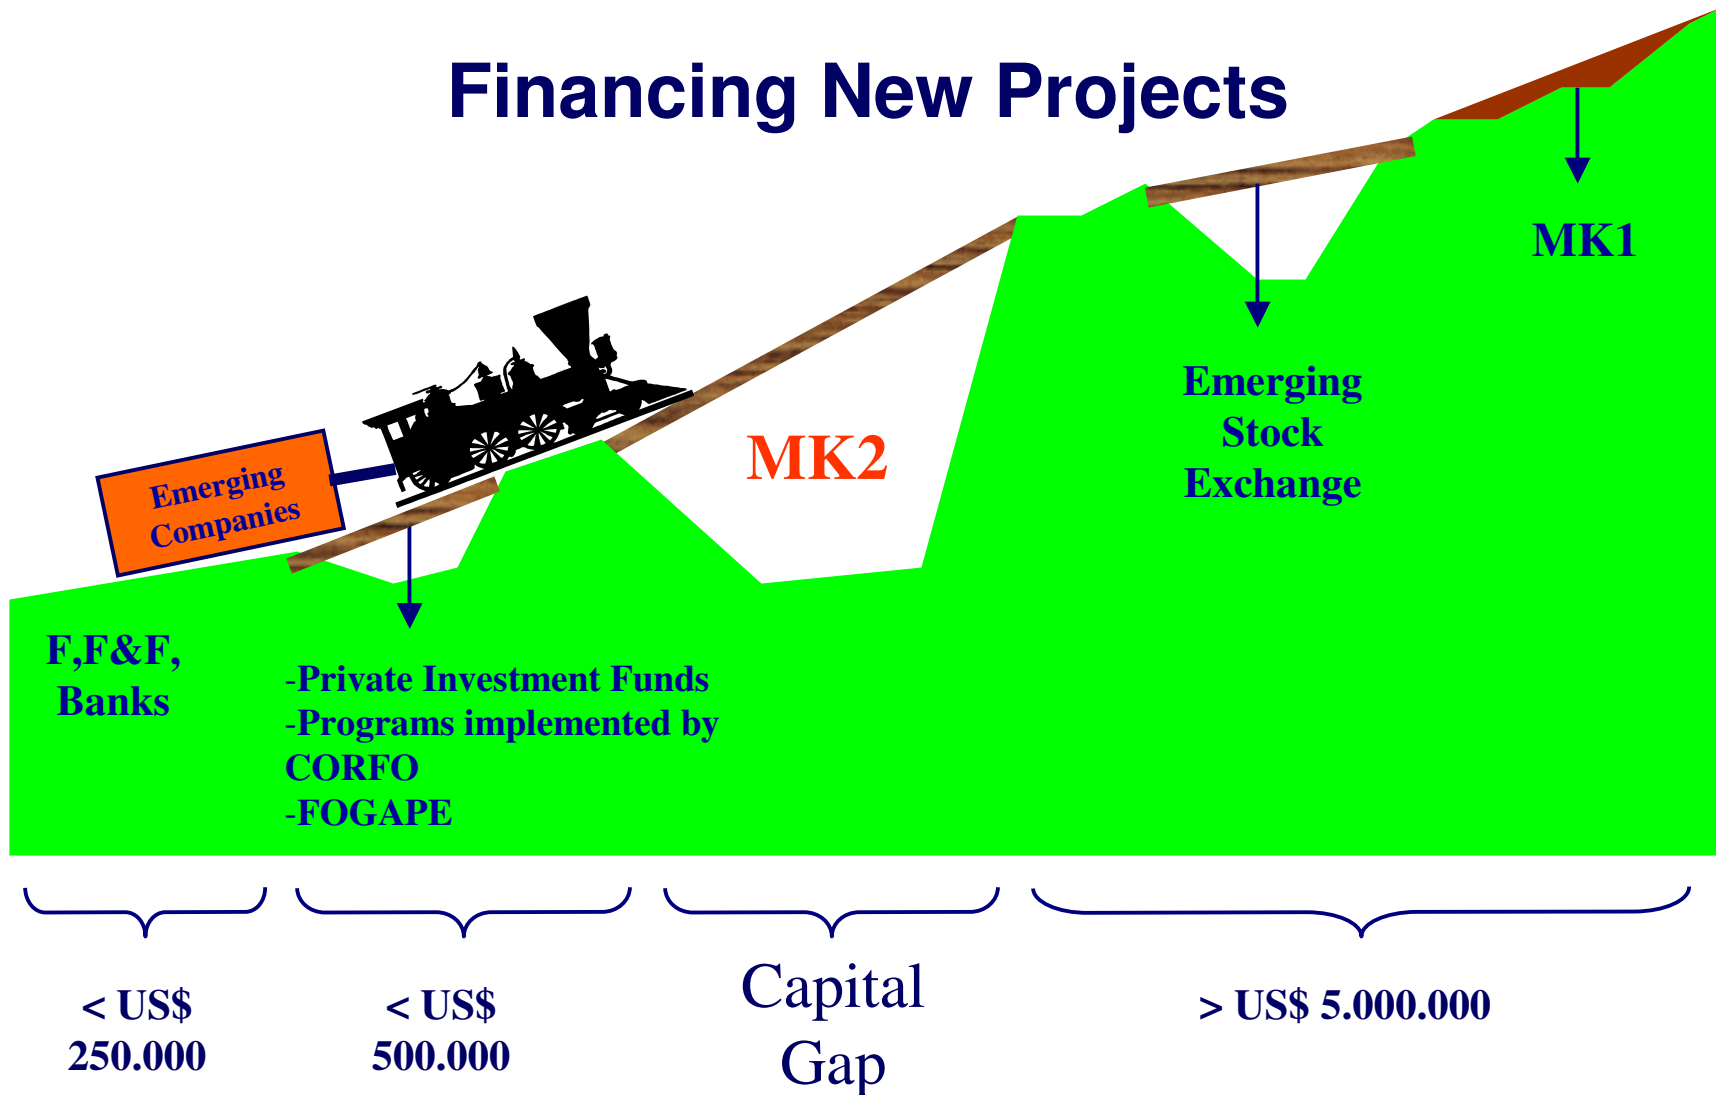 Financing New Projects
MK1
Emerging
Stock
Exchange
MK2
Emerging
Companies
F,F&F,
Banks
-Private Investment Funds
-Programs implemented by
CORFO
-FOGAPE
< US$
250.000
< US$
500.000
Capital
Gap
> US$ 5.000.000